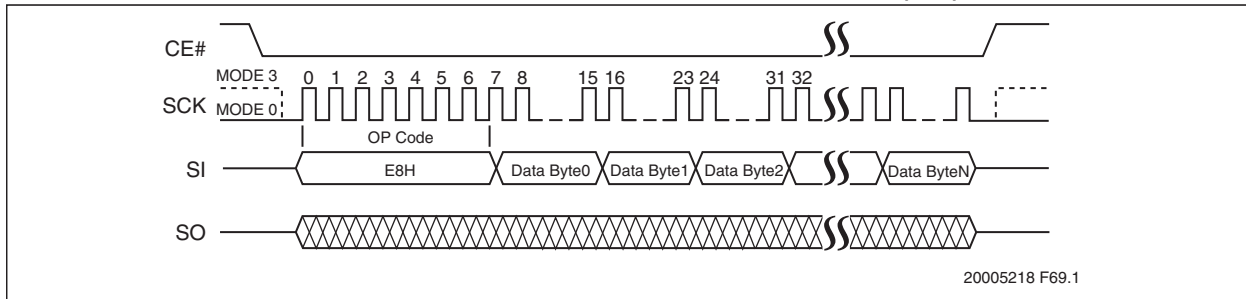 CE#
MODE 3 0 1 2 3 4 5 6 7 8 15 16 23 24 31 32
SCK MODE 0
OP Code
SI E8H Data Byte0 Data Byte1 Data Byte2 Data ByteN
SO
20005218 F69.1